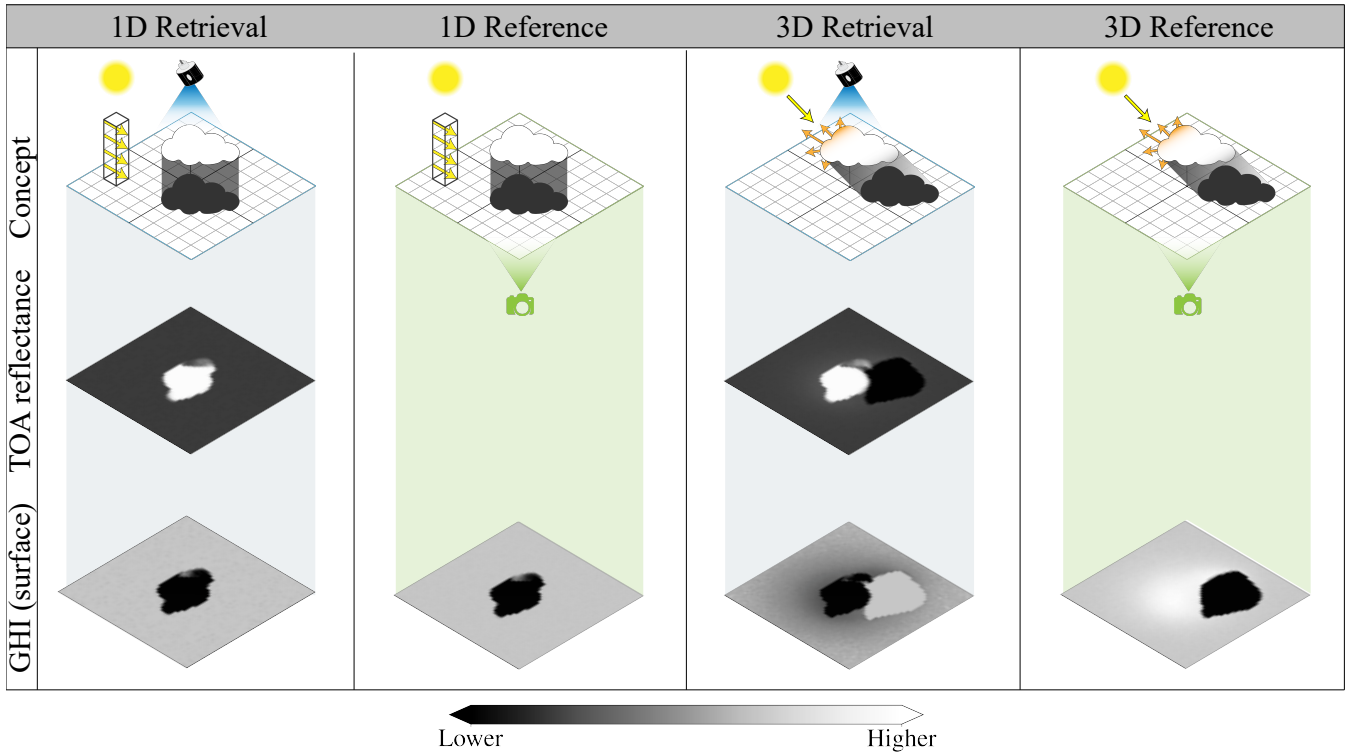 1D Retrieval
1D Reference
3D Retrieval
3D Reference
Concept
TOA reflectance
GHI (surface)
Lower
Higher